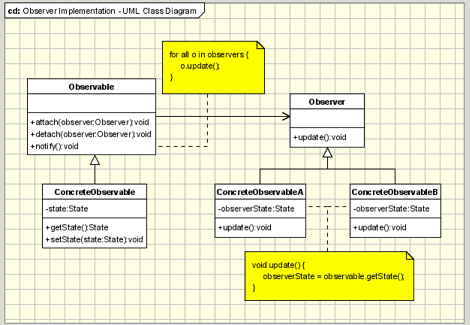 cd: Observer Implementation - UML Class Diagram
for all o in observers {
o.update();
}
Observable
+attach(observer:Observer):void
+detach(observer:Observer):void
+notify():void
Observer
+update():void
ConcreteObservable
-state:State
+getState():State
+setState(state:State):void
ConcreteObservableA
-observerState:State
+update():void
ConcreteObservableB
-observerState:State
+update():void
void update() {
observerState = observable.getState();
}